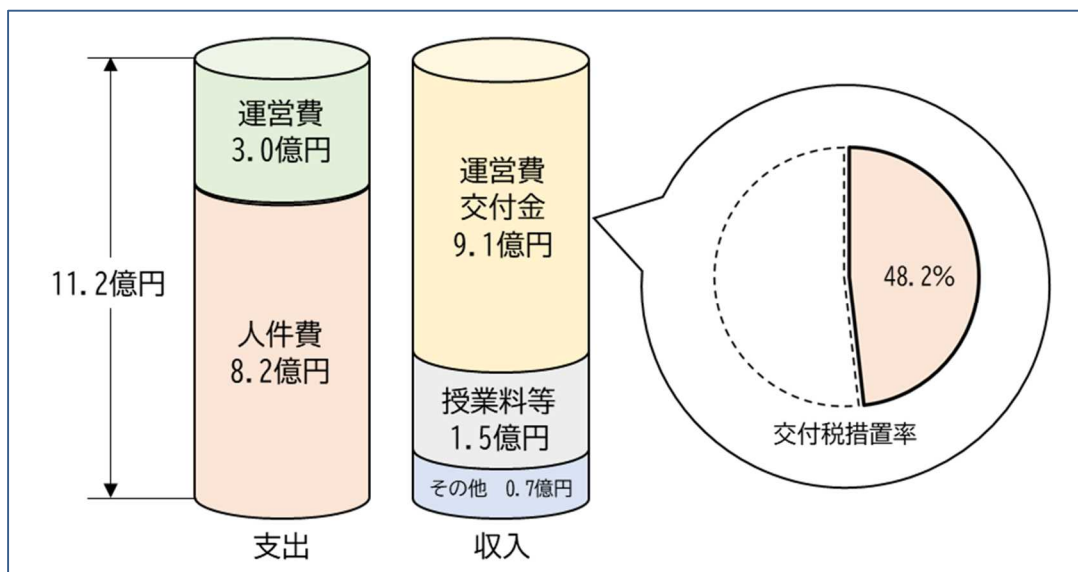 11.2億円
運営費
3.0億円
人件費
8.2億円
支出
運営費
交付金
9.1億円
授業料等
1.5億円
その他　0.7億円
収入
48.2%
交付税措置率